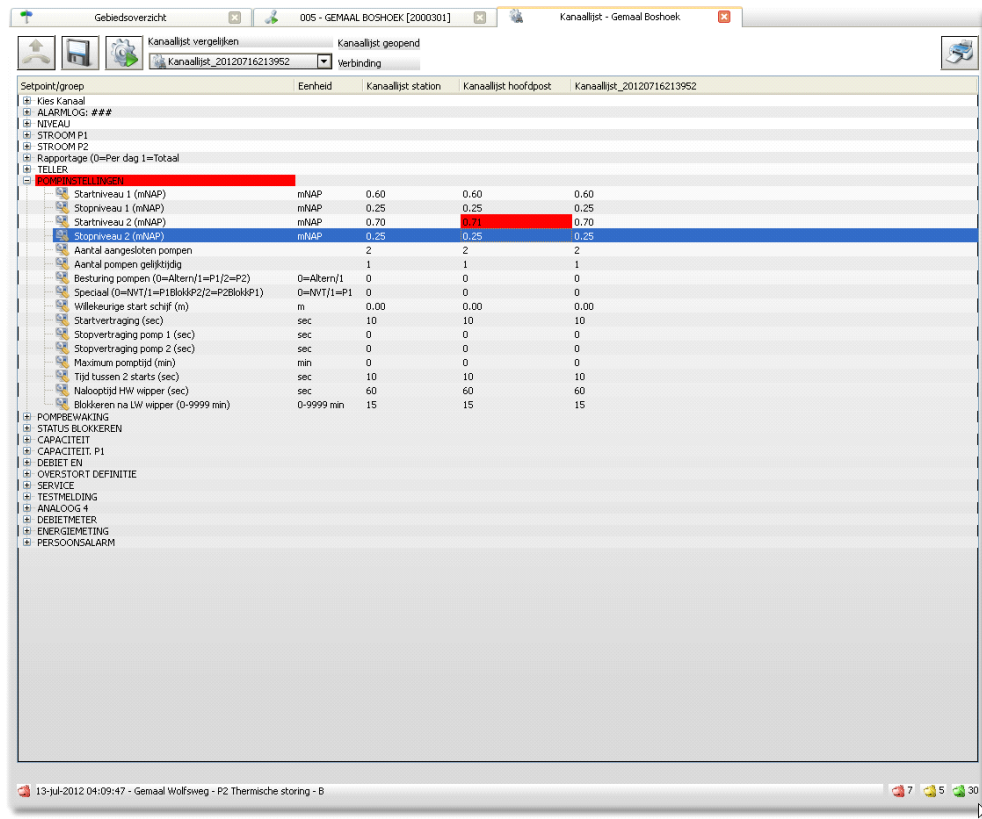 Gebiedsoverzicht 005 - GEMAAL BOSHOEK [2000301] Kanaallijst - Gemaal Boshoek
Kanaallijst vergelijken Kanaallijst geopend
Kanaallijst_20120716213952 Verbinding
Setpoint/groep Eenheid Kanaallijst station Kanaallijst hoofdpost Kanaallijst_20120716213952
Kies Kanaal
ALARMLOG: ###
NIVEAU
STROOM P1
STROOM P2
Rapportage (0=Per dag 1=Totaal
TELLER
POMPINSTELLINGEN
Startniveau 1 (mNAP) mNAP 0.60 0.60 0.60
Stopniveau 1 (mNAP) mNAP 0.25 0.25 0.25
Startniveau 2 (mNAP) mNAP 0.70 0.71 0.70
Stopniveau 2 (mNAP) mNAP 0.25 0.25 0.25
Aantal aangesloten pompen 2 2 2
Aantal pompen gelijktijdig 1 1 1
Besturing pompen (0=Altern/1=P1/2=P2) 0=Altern/1 0 0 0
Speciaal (0=NVT/1=P1BlokkP2/2=P2BlokkP1) 0=NVT/1=P1 0 0 0
Willekeurige start schijf (m) m 0.00 0.00 0.00
Startvertraging (sec) sec 10 10 10
Stopvertraging pomp 1 (sec) sec 0 0 0
Stopvertraging pomp 2 (sec) sec 0 0 0
Maximum pomptijd (min) min 0 0 0
Tijd tussen 2 starts (sec) sec 10 10 10
Nalooptijd HW wipper (sec) sec 60 60 60
Blokkeren na LW wipper (0-9999 min) 0-9999 min 15 15 15
POMPBEWAKING
STATUS BLOKKEREN
CAPACITEIT
CAPACITEIT. P1
DEBIET EN
OVERSTORT DEFINITIE
SERVICE
TESTMELDING
ANALOOG 4
DEBIETMETER
ENERGIEMETING
PERSOONSALARM
13-jul-2012 04:09:47 - Gemaal Wolfsweg - P2 Thermische storing - B 7 5 30